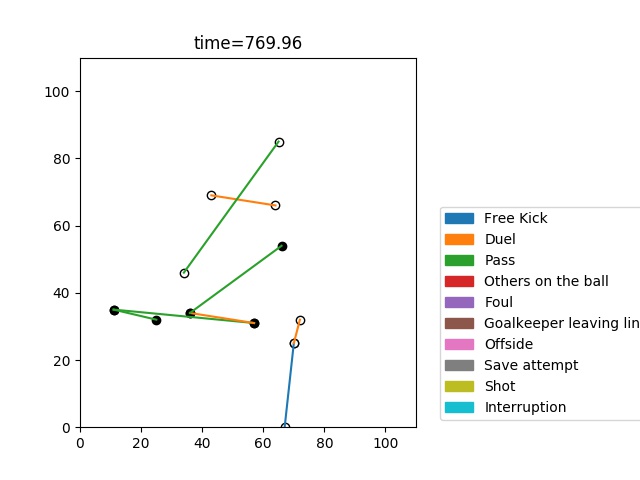 time=769.96
100
80
60
40
20
0
0 20 40 60 80 100
Free Kick
Duel
Pass
Others on the ball
Foul
Goalkeeper leaving lin
Offside
Save attempt
Shot
Interruption